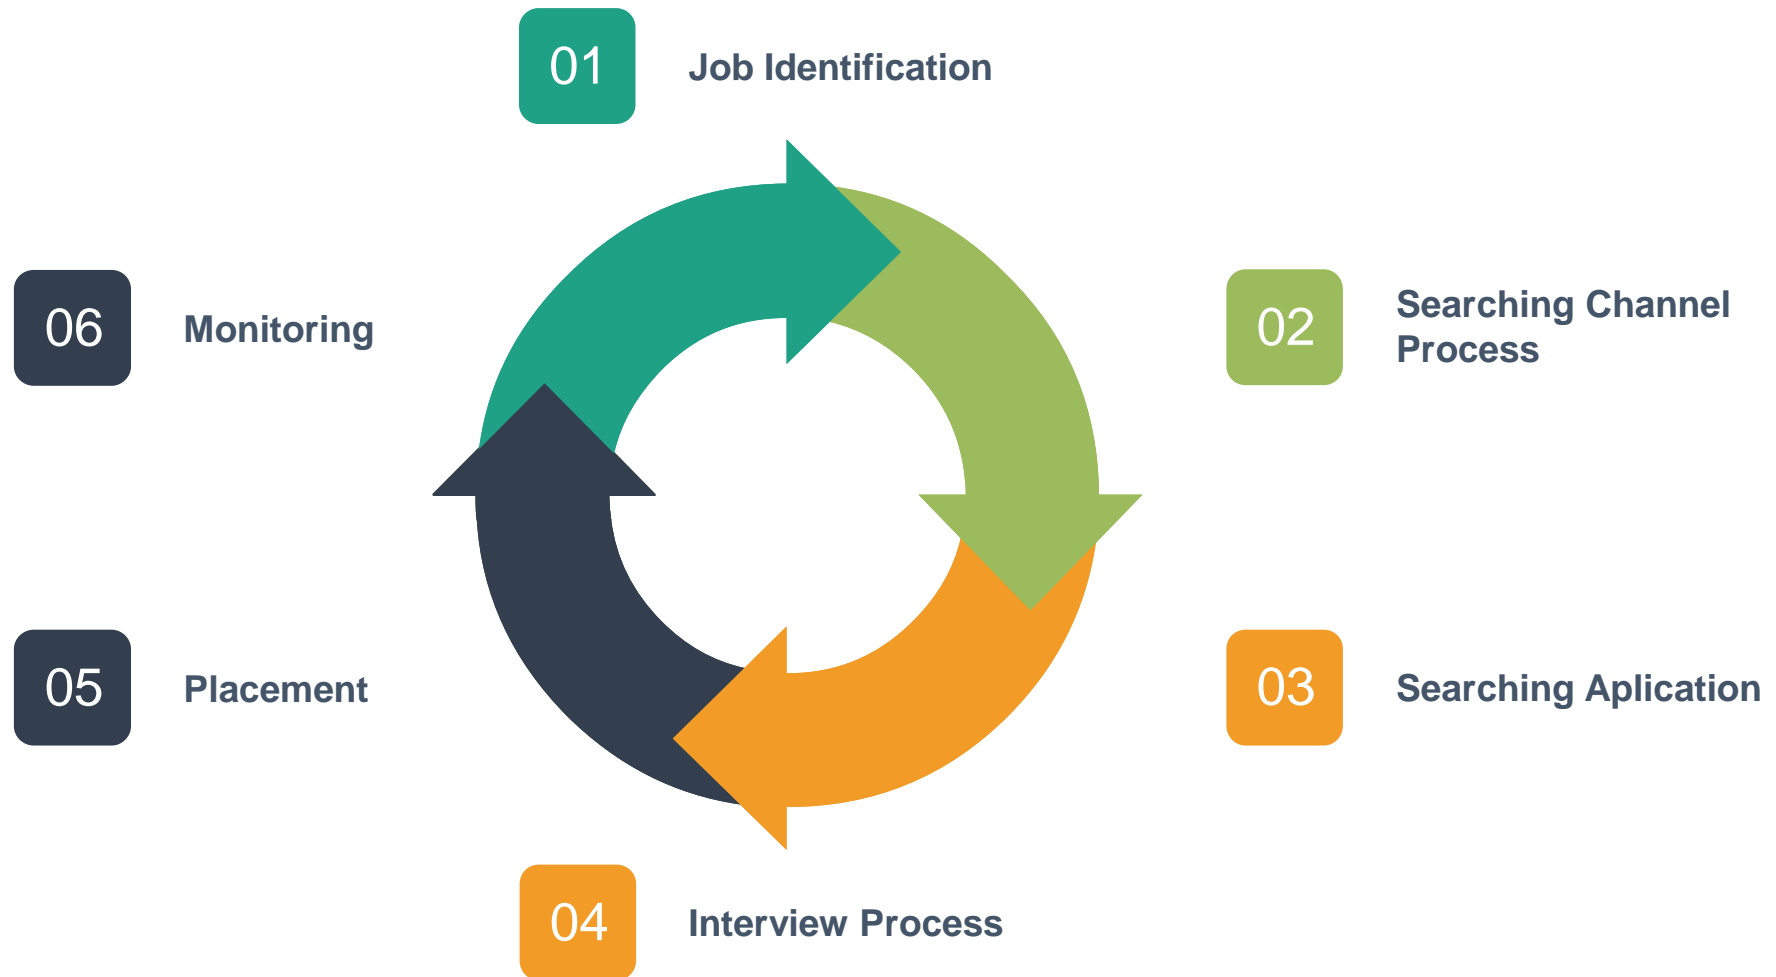 01
Job Identification
02
Searching Channel
Process
03
Searching Aplication
04
Interview Process
05
Placement
06
Monitoring